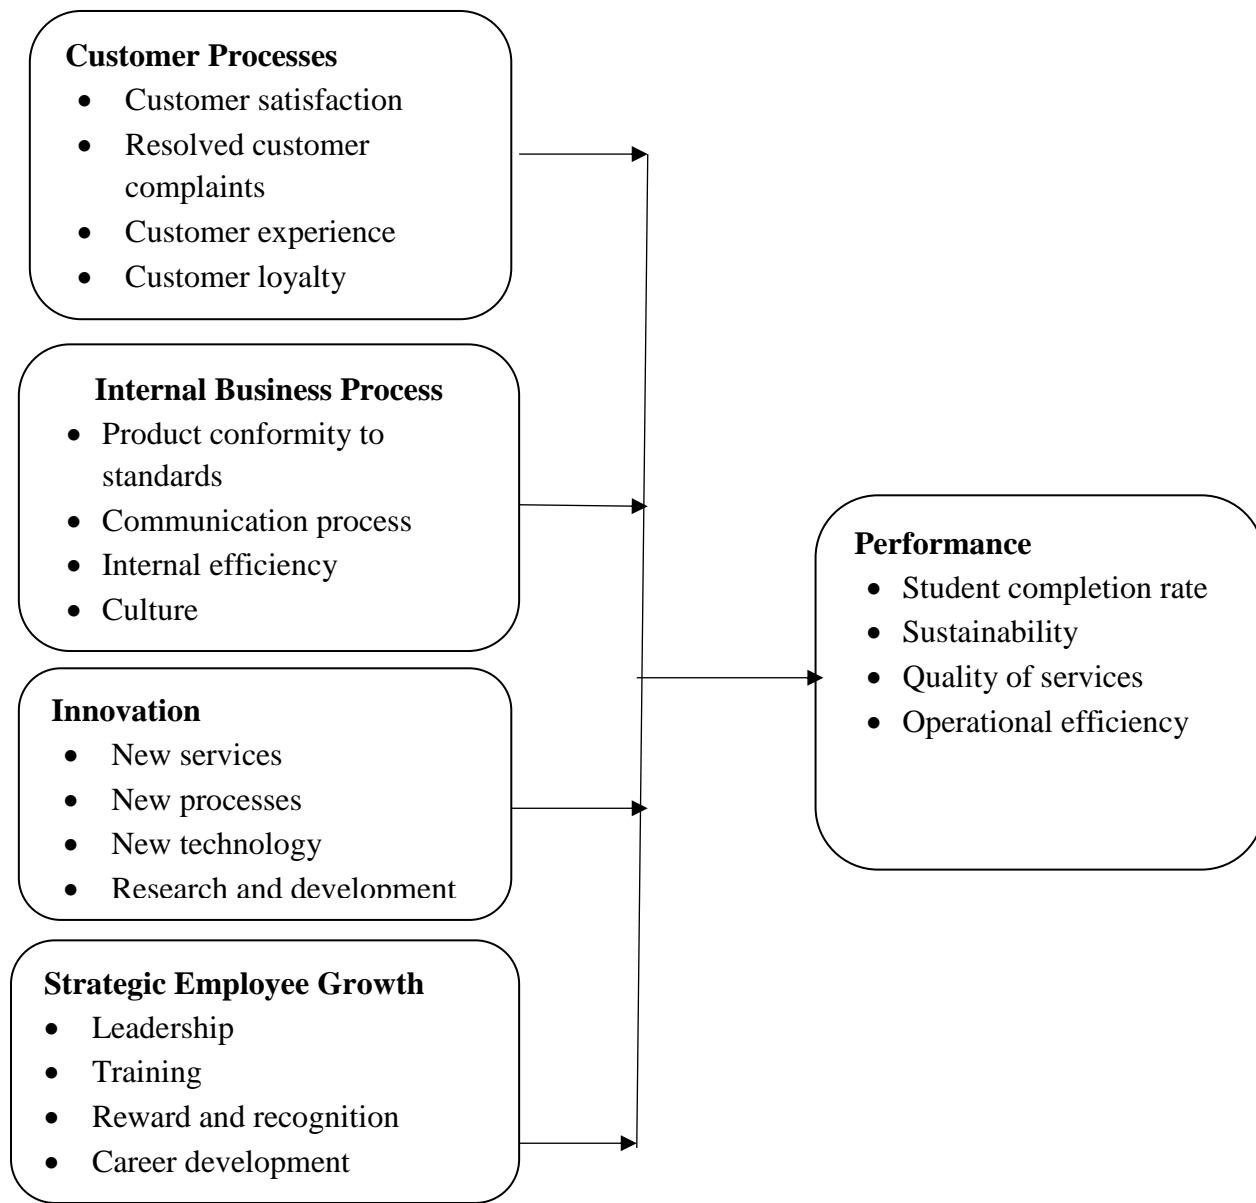 Customer Processes
• Customer satisfaction
• Resolved customer
complaints
• Customer experience
• Customer loyalty
Internal Business Process
• Product conformity to
standards
• Communication process
• Internal efficiency
• Culture
Innovation
• New services
• New processes
• New technology
• Research and development
Strategic Employee Growth
• Leadership
• Training
• Reward and recognition
• Career development
Performance
• Student completion rate
• Sustainability
• Quality of services
• Operational efficiency